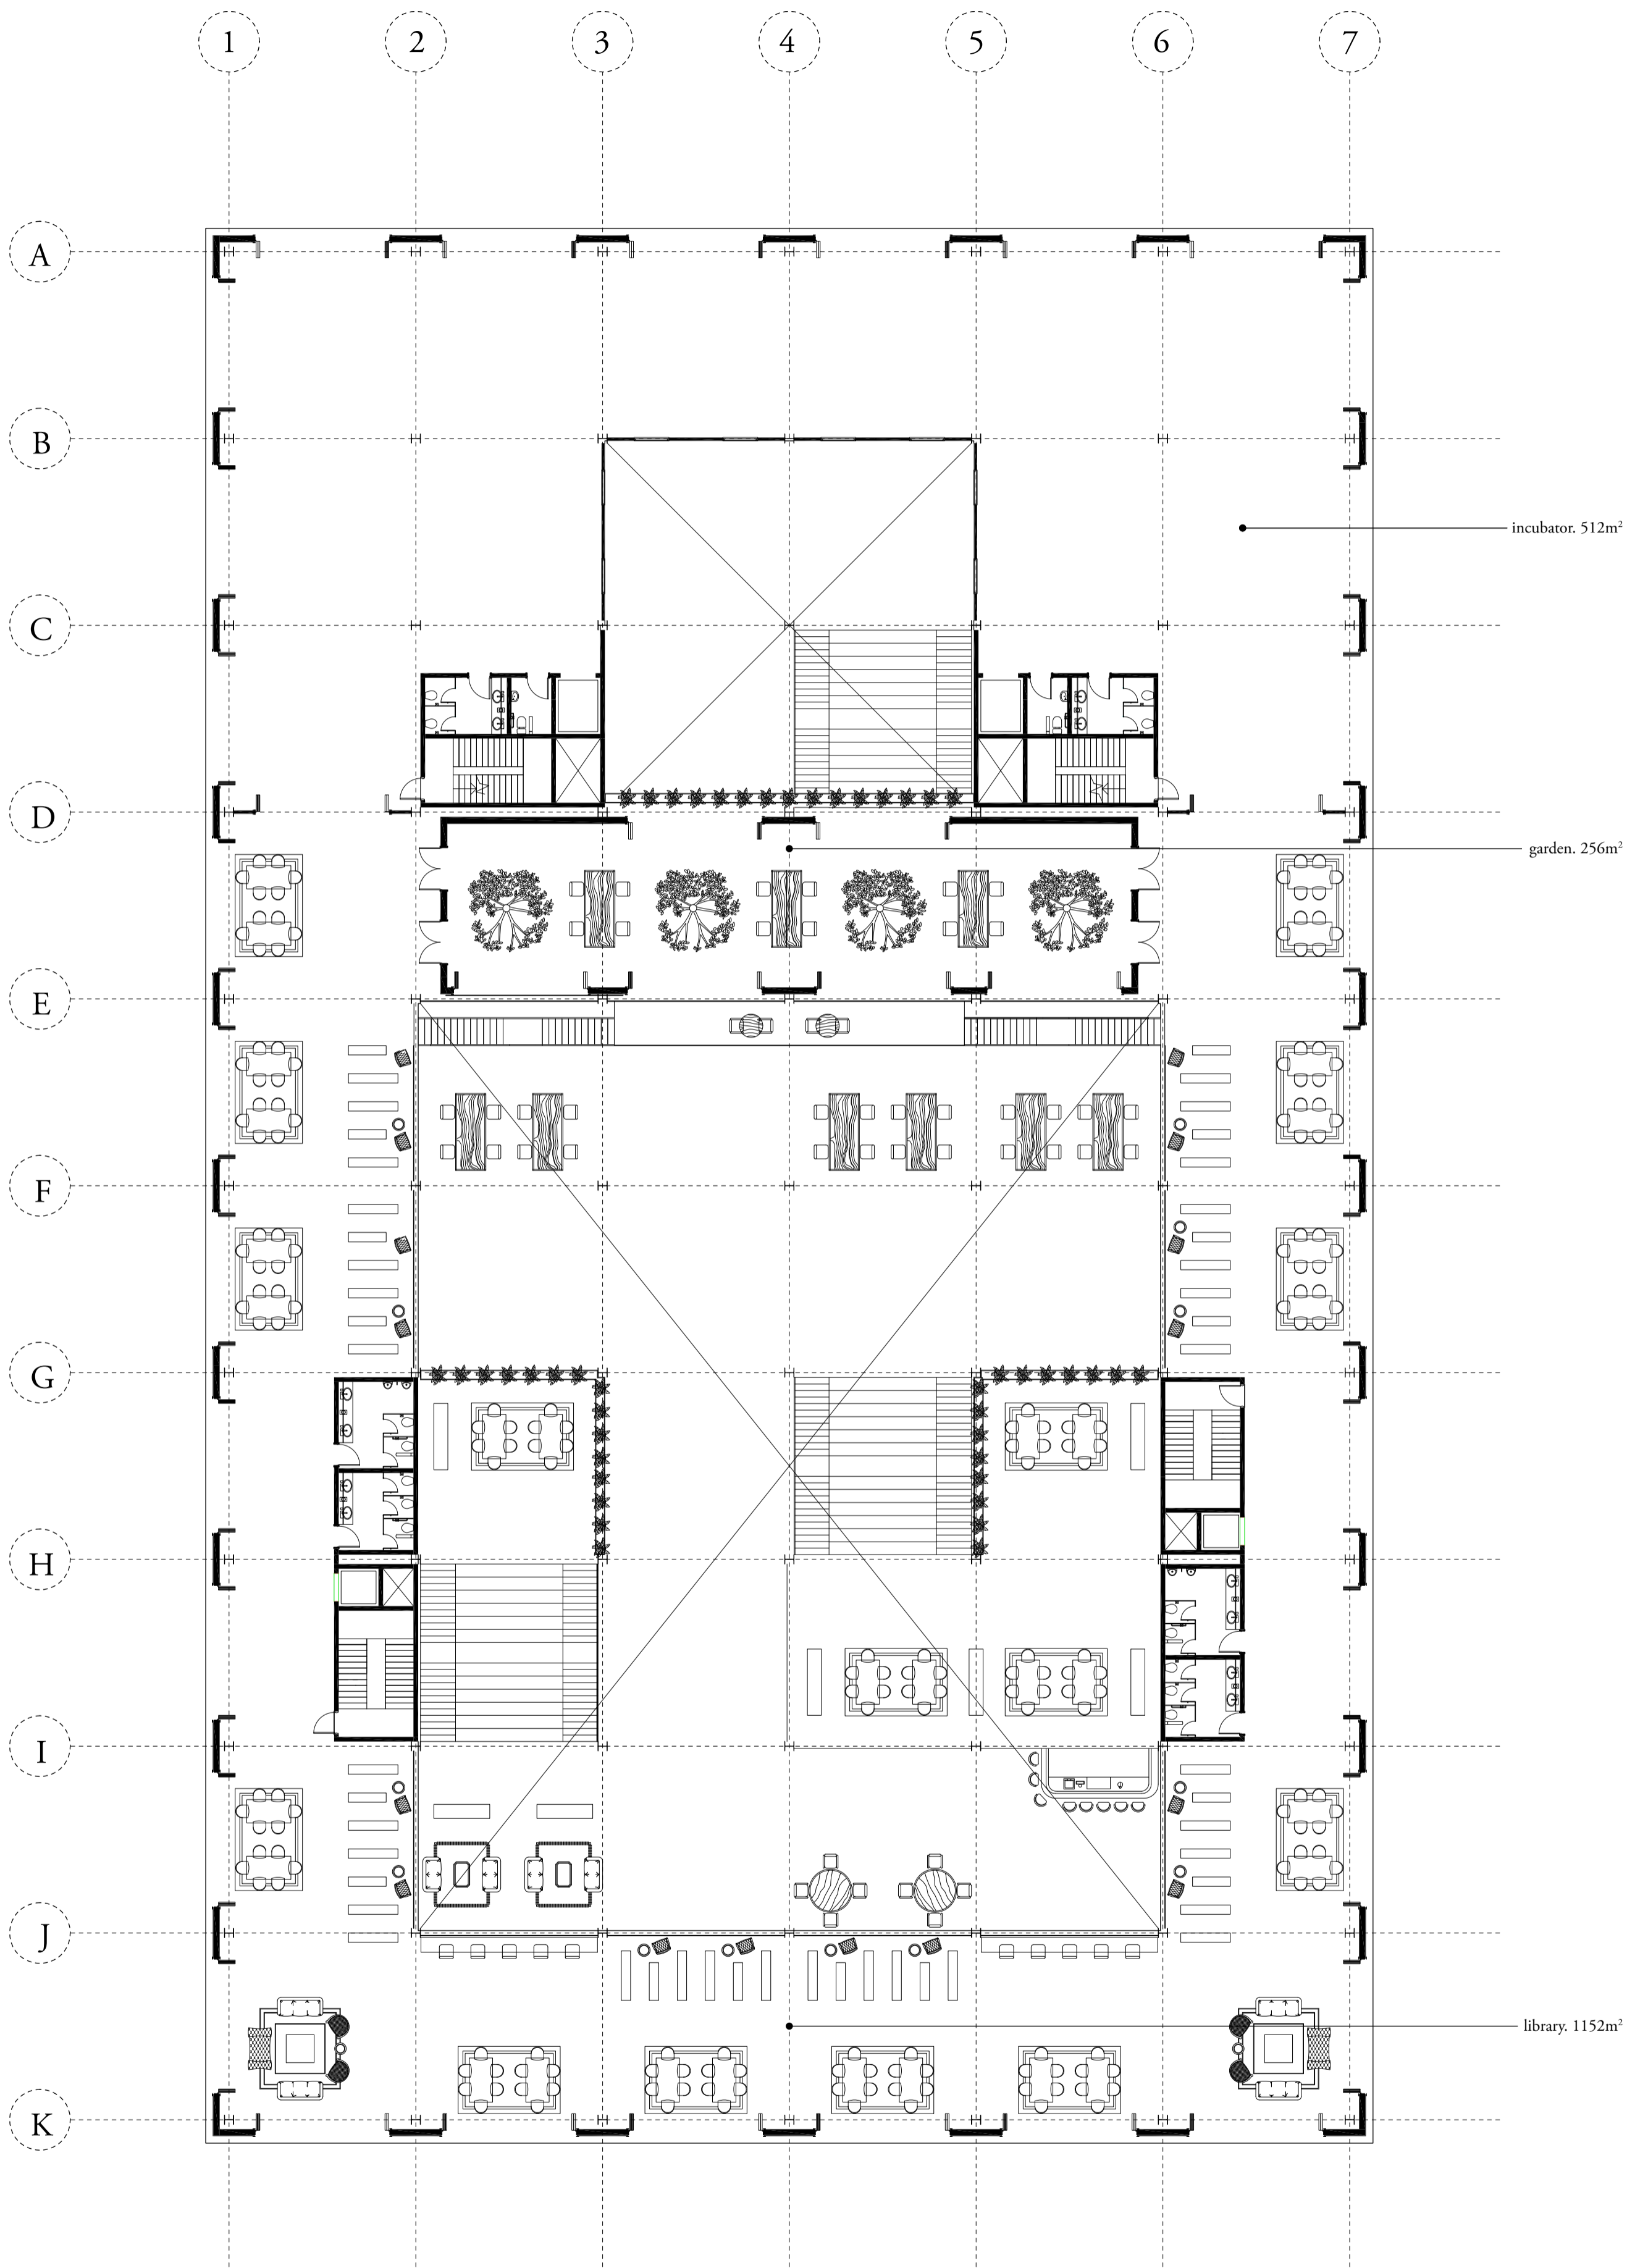 1 2 3 4 5 6 7
A
B
incubator. 512m²
C
D
garden. 256m²
E
F
G
H
I
J
library. 1152m²
K